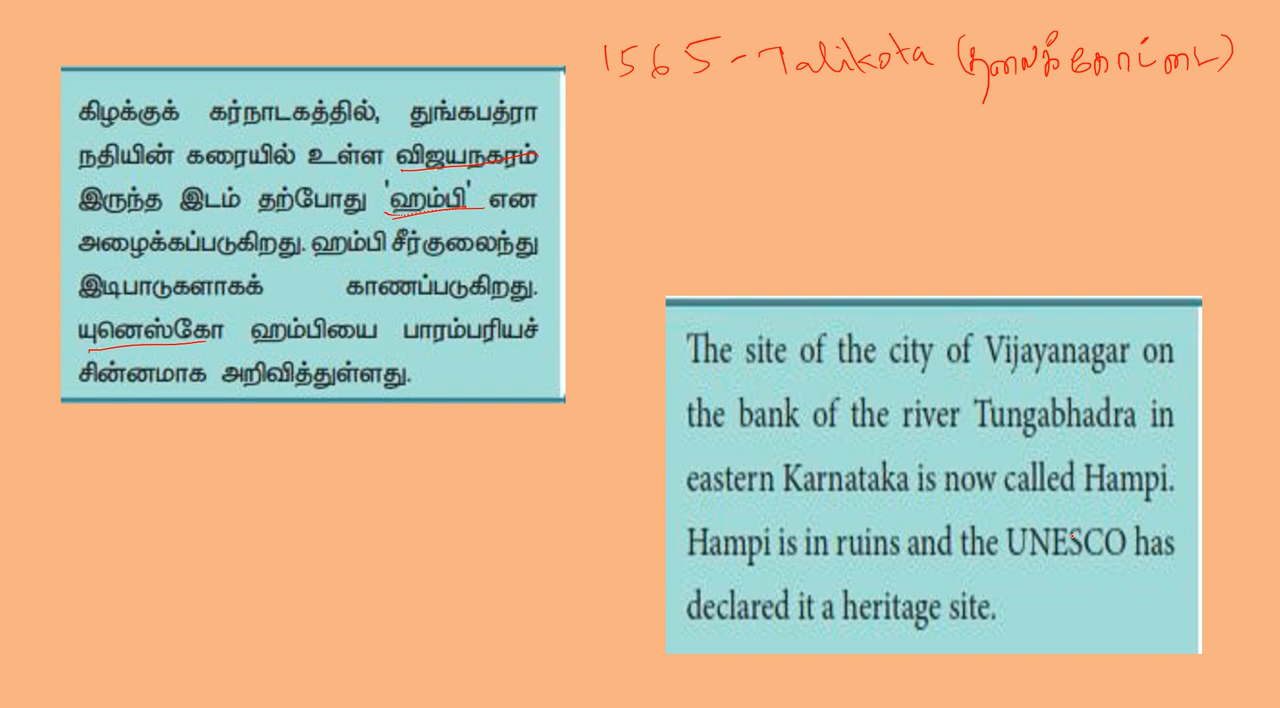 1565 - Talikota (தலைக்கோட்டை)
கிழக்குக் கர்நாடகத்தில், துங்கபத்ரா
நதியின் கரையில் உள்ள விஜயநகரம்
இருந்த இடம் தற்போது 'ஹம்பி' என
அழைக்கப்படுகிறது. ஹம்பி சீர்குலைந்து
இடிபாடுகளாகக் காணப்படுகிறது.
யுனெஸ்கோ ஹம்பியை பாரம்பரியச்
சின்னமாக அறிவித்துள்ளது.
The site of the city of Vijayanagar on
the bank of the river Tungabhadra in
eastern Karnataka is now called Hampi.
Hampi is in ruins and the UNESCO has
declared it a heritage site.